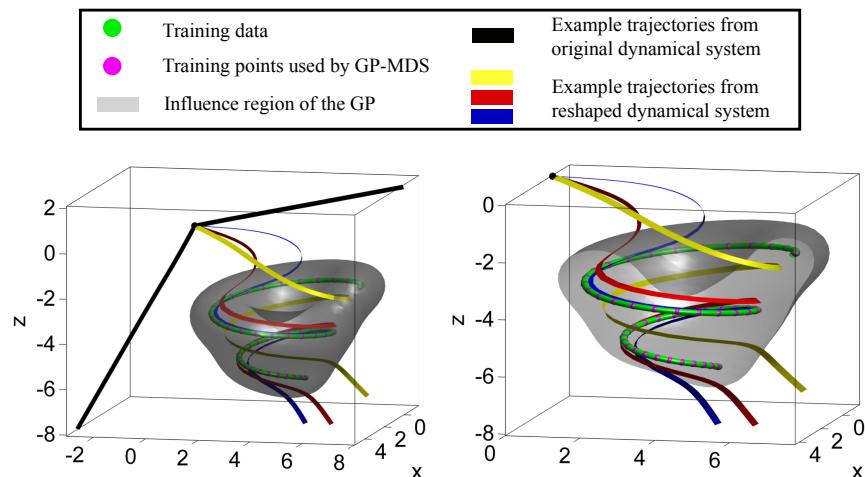 Training data
Training points used by GP-MDS
Influence region of the GP
Example trajectories from
original dynamical system
Example trajectories from
reshaped dynamical system
2
0
-2
-4
-6
-8
z
-2
0
2
4
6
8
4
2
0
x
0
-2
-4
-6
-8
z
0
2
4
6
4
2
0
x